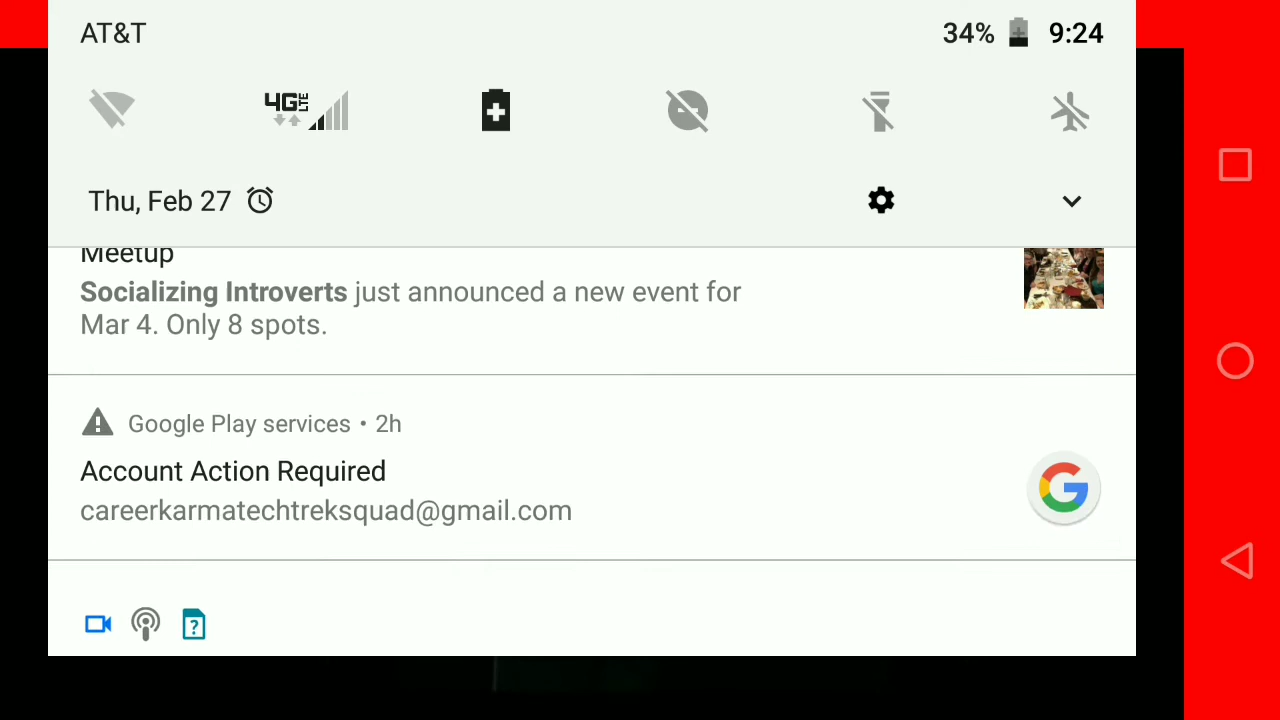 AT&T 34% 9:24
4G LTE
Thu, Feb 27
Meetup
Socializing Introverts just announced a new event for
Mar 4. Only 8 spots.
Google Play services • 2h
Account Action Required
careerkarmatechtreksquad@gmail.com